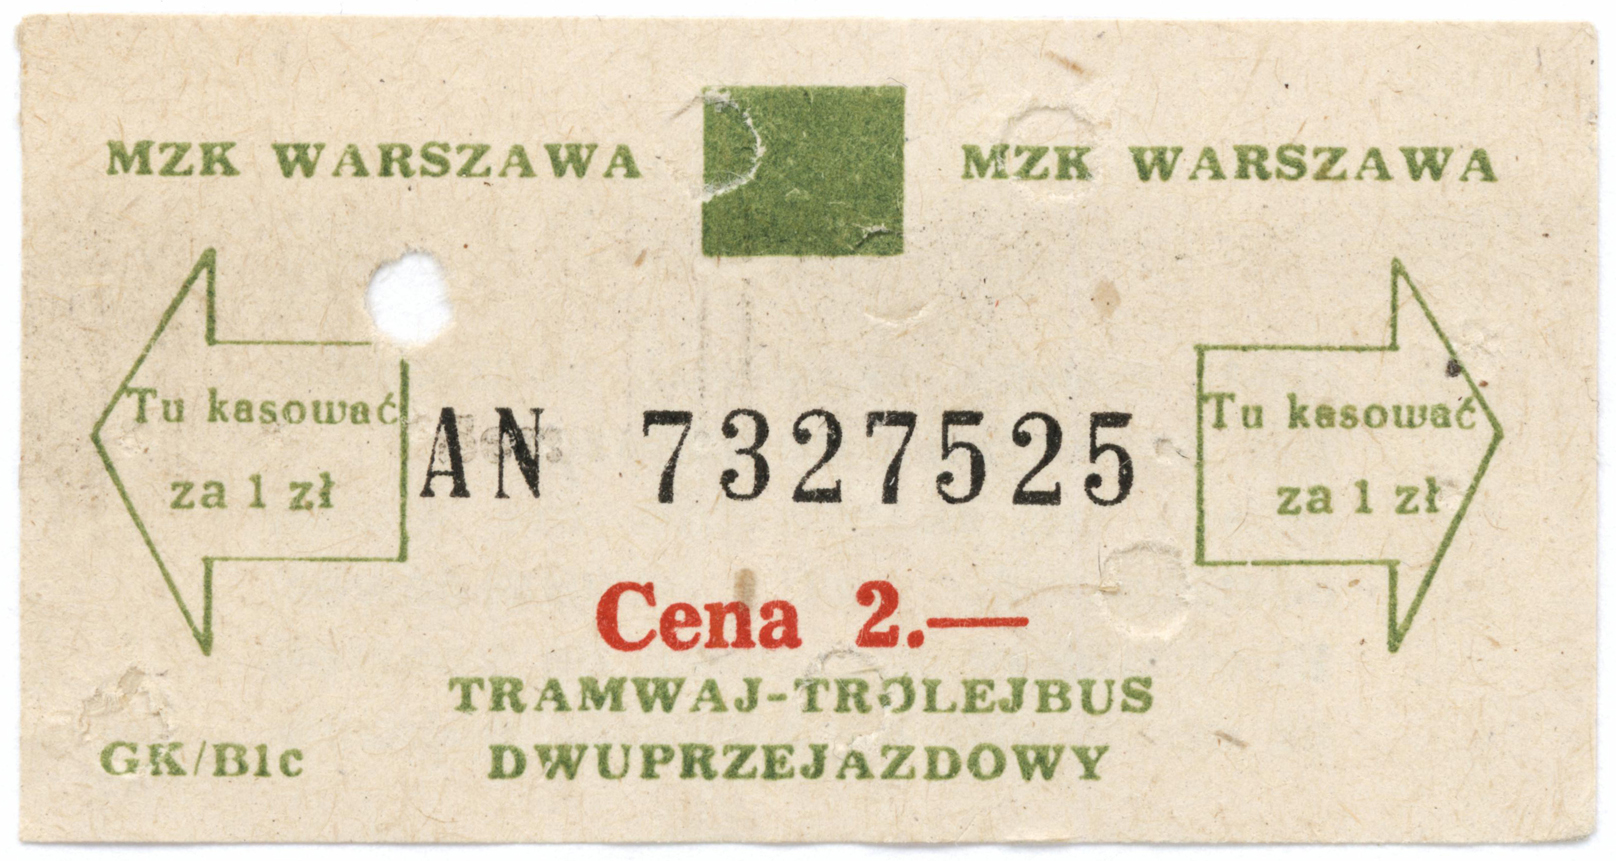 MZK WARSZAWA MZK WARSZAWA
Tu kasować
za 1 zł
AN 7327525
Tu kasować
za 1 zł
Cena 2.—
TRAMWAJ-TROLEJBUS
GK/B1c DWUPRZEJAZDOWY